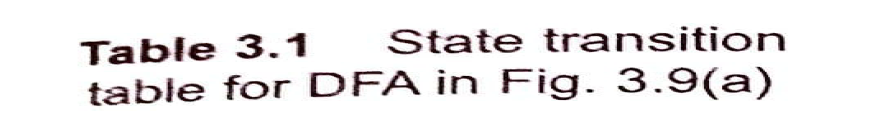 Table 3.1 State transition
table for DFA in Fig. 3.9(a)